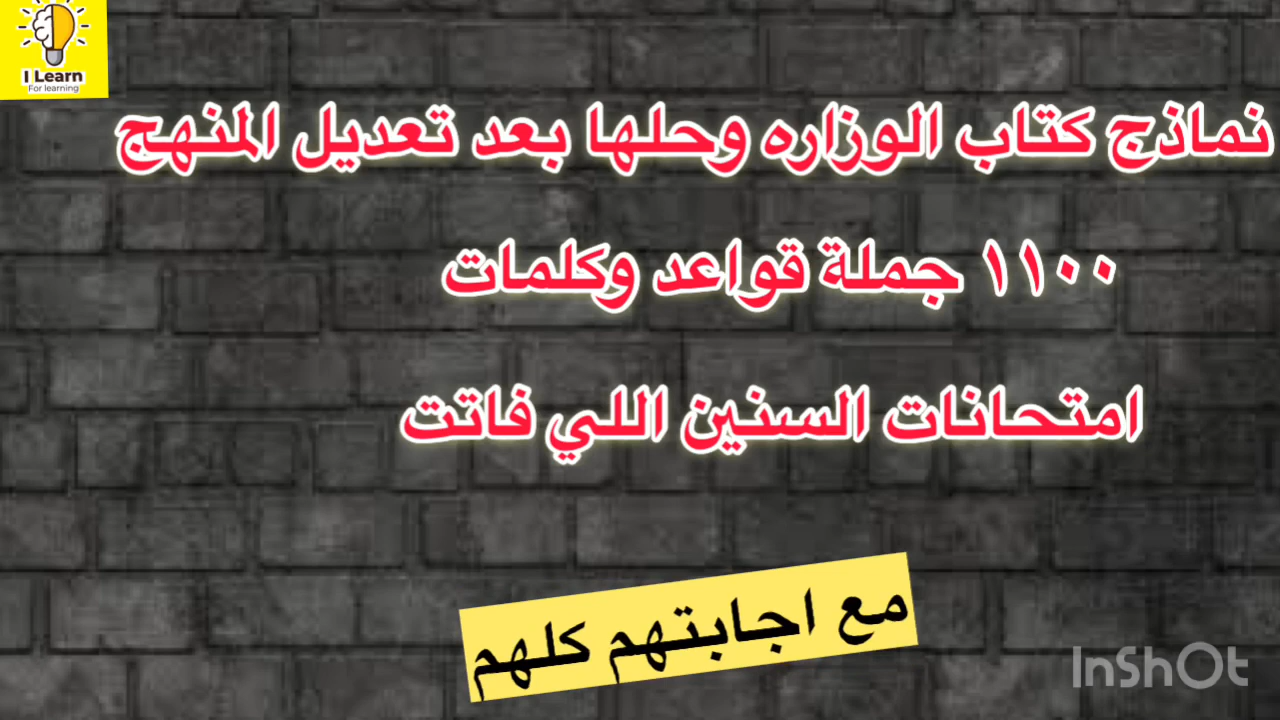 I Learn
For learning
نماذج كتاب الوزاره وحلها بعد تعديل المنهج
١١٠٠ جملة قواعد وكلمات
امتحانات السنين اللي فاتت
مع اجابتهم كلهم
InShOt